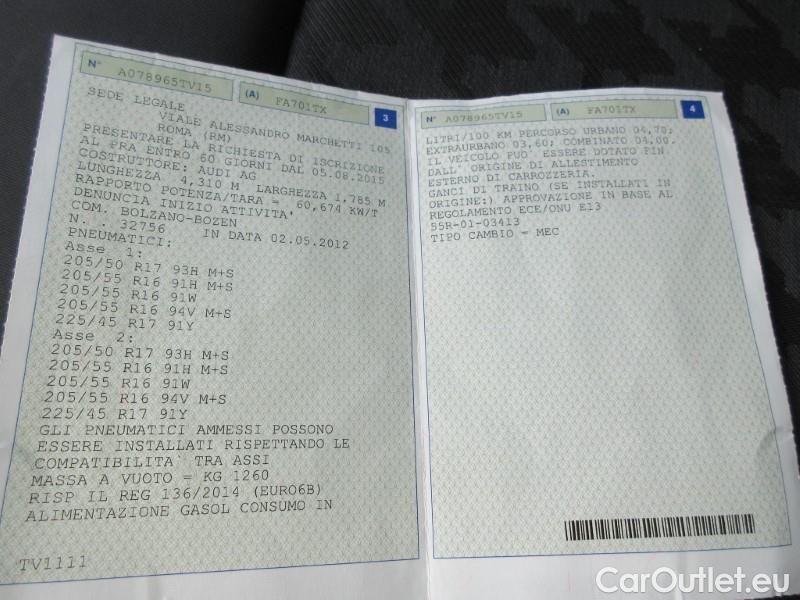 N° A078965TV15 (A) FA701TX 3
SEDE LEGALE
VIALE ALESSANDRO MARCHETTI 105
ROMA (RM)
PRESENTARE LA RICHIESTA DI ISCRIZIONE
AL PRA ENTRO 60 GIORNI DAL 05.08.2015
COSTRUTTORE: AUDI AG
LUNGHEZZA 4,310 M LARGHEZZA 1,785 M
RAPPORTO POTENZA/TARA = 60,674 KW/T
DENUNCIA INIZIO ATTIVITA'
COM. BOLZANO-BOZEN
N. . 32756 IN DATA 02.05.2012
PNEUMATICI:
Asse 1:
205/50 R17 93H M+S
205/55 R16 91H M+S
205/55 R16 91W
205/55 R16 94V M+S
225/45 R17 91Y
Asse 2:
205/50 R17 93H M+S
205/55 R16 91H M+S
205/55 R16 91W
205/55 R16 94V M+S
225/45 R17 91Y
GLI PNEUMATICI AMMESSI POSSONO
ESSERE INSTALLATI RISPETTANDO LE
COMPATIBILITA` TRA ASSI
MASSA A VUOTO = KG 1260
RISP IL REG 136/2014 (EURO6B)
ALIMENTAZIONE GASOL CONSUMO IN
TV1111
N° A078965TV15 (A) FA701TX 4
LITRI/100 KM PERCORSO URBANO 04,70;
EXTRAURBANO 03,60; COMBINATO 04,00.
IL VEICOLO PUO' ESSERE DOTATO FIN
DALL' ORIGINE DI ALLESTIMENTO
ESTERNO DI CARROZZERIA.
GANCI DI TRAINO (SE INSTALLATI IN
ORIGINE:) APPROVAZIONE IN BASE AL
REGOLAMENTO ECE/ONU E13
55R-01-03413
TIPO CAMBIO = MEC
CarOutlet.eu